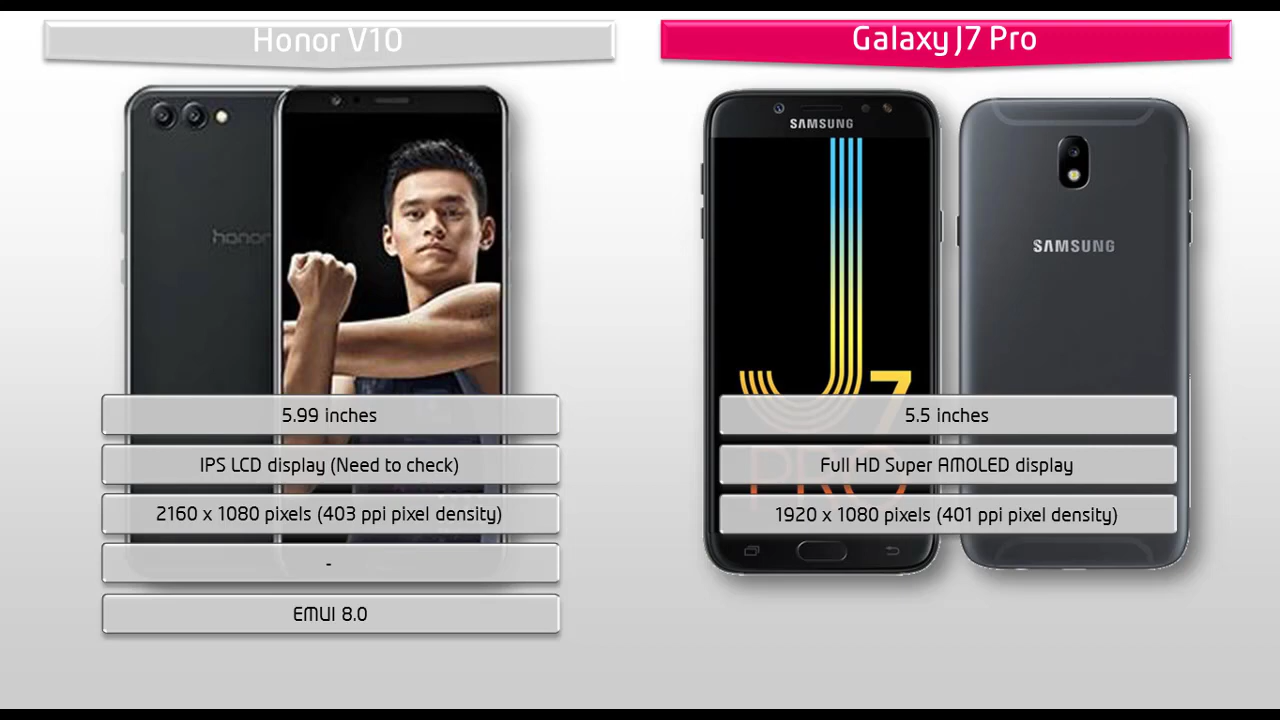 Honor V10
Galaxy J7 Pro
honor
SAMSUNG
SAMSUNG
J7
PRO
5.99 inches
IPS LCD display (Need to check)
2160 x 1080 pixels (403 ppi pixel density)
-
EMUI 8.0
5.5 inches
Full HD Super AMOLED display
1920 x 1080 pixels (401 ppi pixel density)